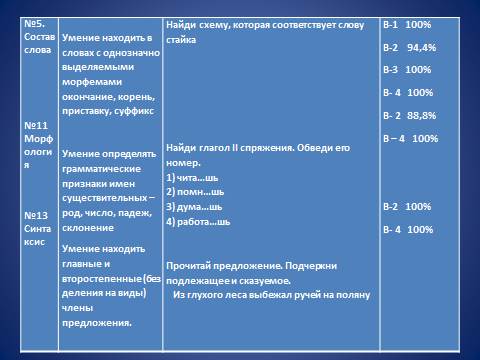 №5.
Состав
слова
Умение находить в
словах с однозначно
выделяемыми
морфемами
окончание, корень,
приставку, суффикс
Найди схему, которая соответствует слову
стайка
В-1 100%
В-2 94,4%
В-3 100%
В- 4 100%
В- 2 88,8%
В – 4 100%
№11
Морф
ологи
я
Умение определять
грамматические
признаки имен
существительных –
род, число, падеж,
склонение
Найди глагол II спряжения. Обведи его
номер.
1) чита...шь
2) помн...шь
3) дума...шь
4) работа...шь
В-2 100%
В- 4 100%
№13
Синта
ксис
Умение находить
главные и
второстепенные (без
деления на виды)
члены
предложения.
Прочитай предложение. Подчеркни
подлежащее и сказуемое.
Из глухого леса выбежал ручей на поляну